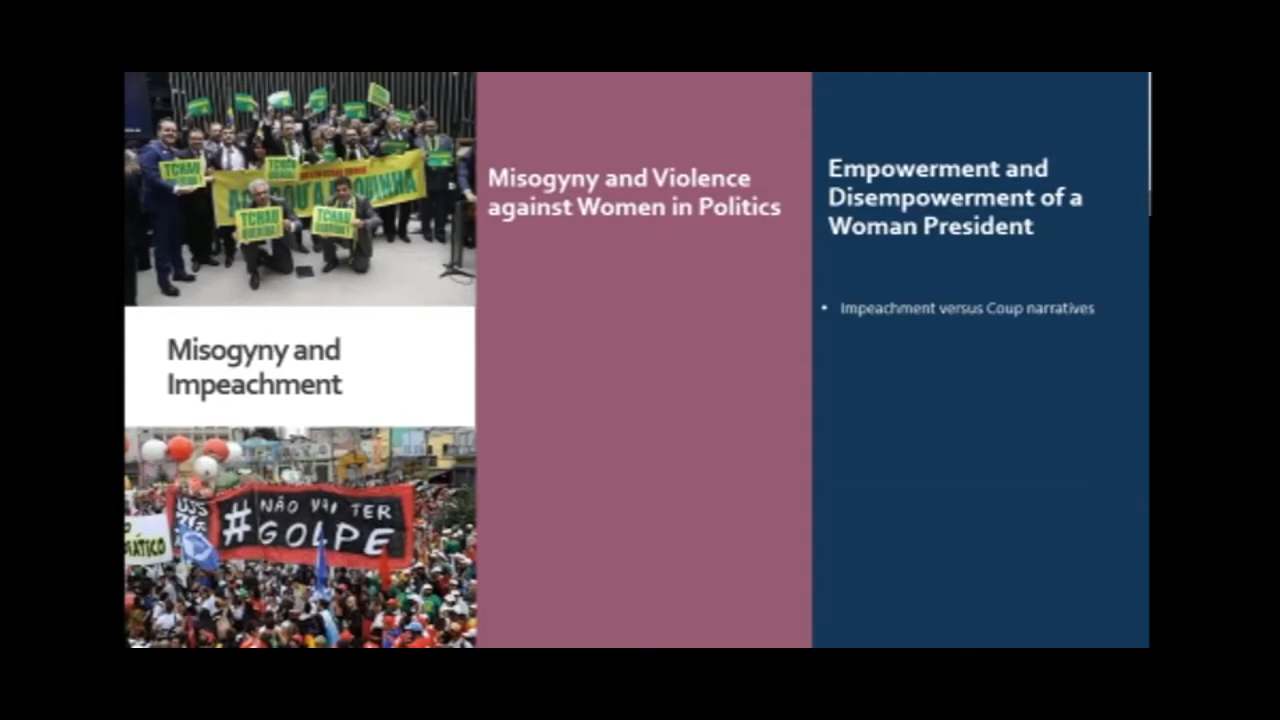 TCHAU
TCHAU
TCHAU
TCHAU
Misogyny and
Impeachment
UJS
#NÃO VAI TER
GOLPE
Misogyny and Violence
against Women in Politics
Empowerment and
Disempowerment of a
Woman President
• Impeachment versus Coup narratives